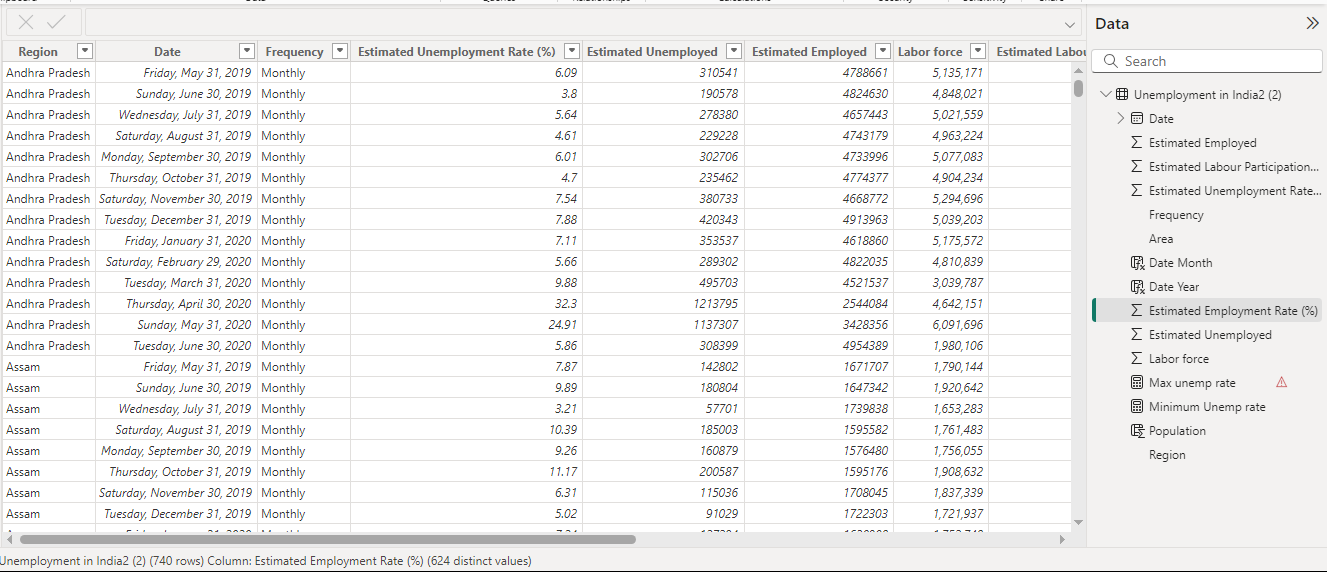 Data
Region Date Frequency Estimated Unemployment Rate (%) Estimated Unemployed Estimated Employed Labor force Estimated
Andhra Pradesh Friday, May 31, 2019 Monthly 6.09 310541 4788661 5,135,171
Andhra Pradesh Sunday, June 30, 2019 Monthly 3.8 190578 4824630 4,848,021
Andhra Pradesh Wednesday, July 31, 2019 Monthly 5.64 278380 4657443 5,021,559
Andhra Pradesh Saturday, August 31, 2019 Monthly 4.61 229228 4743179 4,963,224
Andhra Pradesh Monday, September 30, 2019 Monthly 6.01 302706 4733996 5,077,083
Andhra Pradesh Thursday, October 31, 2019 Monthly 4.7 235462 4774377 4,904,234
Andhra Pradesh Saturday, November 30, 2019 Monthly 7.54 380733 4668772 5,294,696
Andhra Pradesh Tuesday, December 31, 2019 Monthly 7.88 420343 4913963 5,039,203
Andhra Pradesh Friday, January 31, 2020 Monthly 7.11 353537 4618860 5,175,572
Andhra Pradesh Saturday, February 29, 2020 Monthly 5.66 289302 4822035 4,810,839
Andhra Pradesh Tuesday, March 31, 2020 Monthly 9.88 495703 4521537 3,039,787
Andhra Pradesh Thursday, April 30, 2020 Monthly 32.3 1213795 2544084 4,642,151
Andhra Pradesh Sunday, May 31, 2020 Monthly 24.91 1137307 3428356 6,091,696
Andhra Pradesh Tuesday, June 30, 2020 Monthly 5.86 308399 4954389 1,980,106
Assam Friday, May 31, 2019 Monthly 7.87 142802 1671707 1,790,144
Assam Sunday, June 30, 2019 Monthly 9.89 180804 1647342 1,920,642
Assam Wednesday, July 31, 2019 Monthly 3.21 57701 1739838 1,653,283
Assam Saturday, August 31, 2019 Monthly 10.39 185003 1595582 1,761,483
Assam Monday, September 30, 2019 Monthly 9.26 160879 1576480 1,756,055
Assam Thursday, October 31, 2019 Monthly 11.17 200587 1595176 1,908,632
Assam Saturday, November 30, 2019 Monthly 6.31 115036 1708045 1,837,339
Assam Tuesday, December 31, 2019 Monthly 5.02 91029 1722303 1,721,937
Search
Unemployment in India2 (2)
Date
Estimated Employed
Estimated Labour Participation...
Estimated Unemployment Rate...
Frequency
Area
Date Month
Date Year
Estimated Employment Rate (%)
Estimated Unemployed
Labor force
Max unemp rate
Minimum Unemp rate
Population
Region
Unemployment in India2 (2) (740 rows) Column: Estimated Employment Rate (%) (624 distinct values)